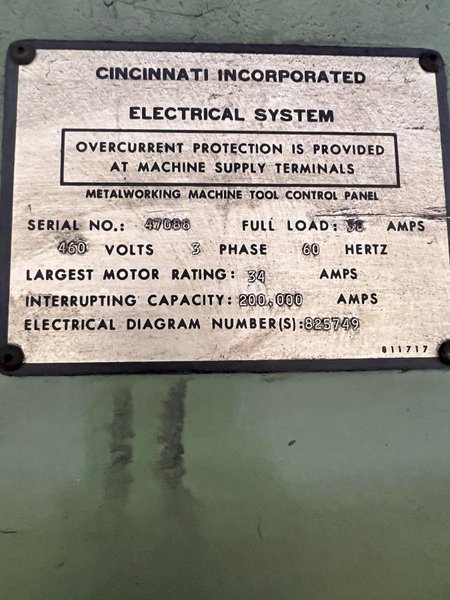 CINCINNATI INCORPORATED
ELECTRICAL SYSTEM
OVERCURRENT PROTECTION IS PROVIDED
AT MACHINE SUPPLY TERMINALS
METALWORKING MACHINE TOOL CONTROL PANEL
SERIAL NO.: FULL LOAD: AMPS
460 VOLTS 3 PHASE 60 HERTZ
LARGEST MOTOR RATING: 34 AMPS
INTERRUPTING CAPACITY: 200,000 AMPS
ELECTRICAL DIAGRAM NUMBER(S): 825749
811717